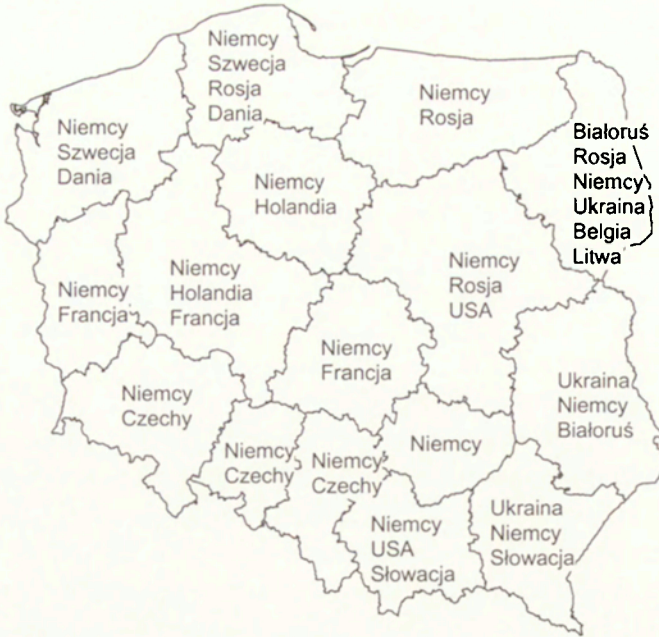 Niemcy
Szwecja
Rosja
Dania
Niemcy
Rosja
Niemcy
Szwecja
Dania
Białoruś
Rosja
Niemcy
Ukraina
Belgia
Litwa
Niemcy
Holandia
Niemcy
Rosja
USA
Niemcy
Holandia
Francja
Niemcy
Francja
Niemcy
Francja
Ukraina
Niemcy
Białoruś
Niemcy
Czechy
Niemcy
Niemcy
Czechy
Niemcy
Czechy
Ukraina
Niemcy
Słowacja
Niemcy
USA
Słowacja